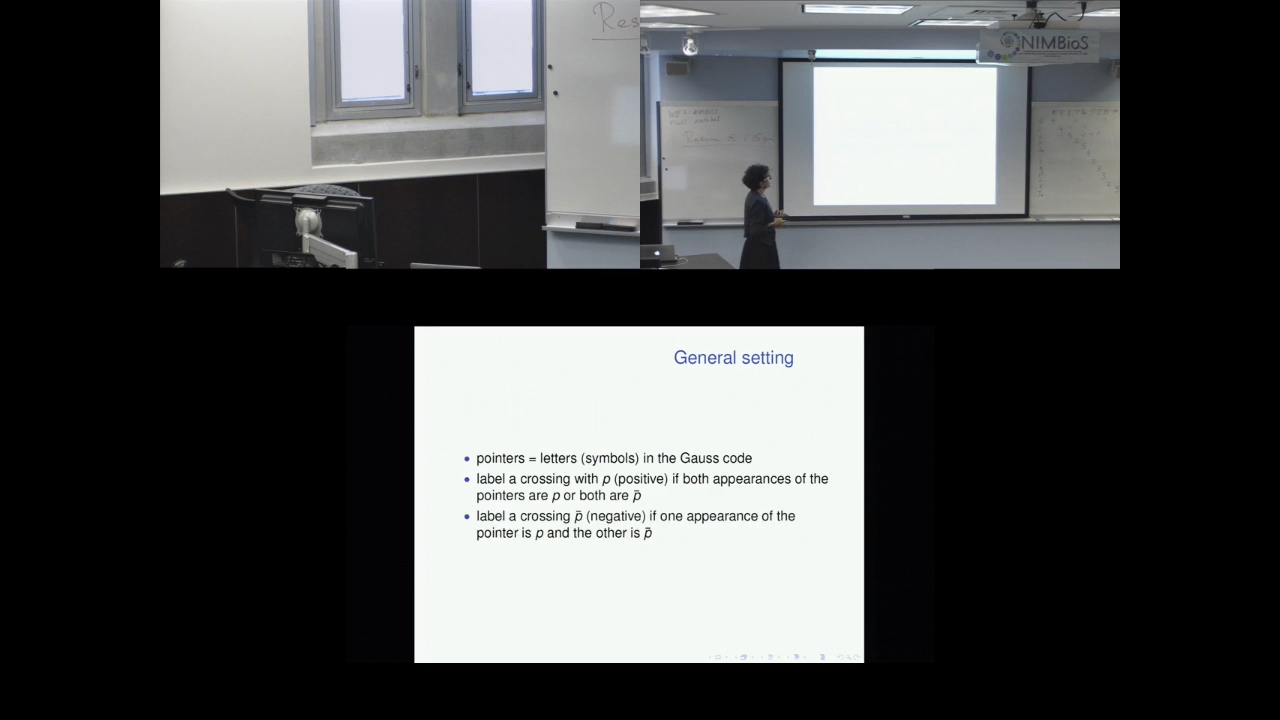 Res
NIMBioS
General setting
• pointers = letters (symbols) in the Gauss code
• label a crossing with p (positive) if both appearances of the
pointers are p or both are p̄
• label a crossing p̄ (negative) if one appearance of the
pointer is p and the other is p̄